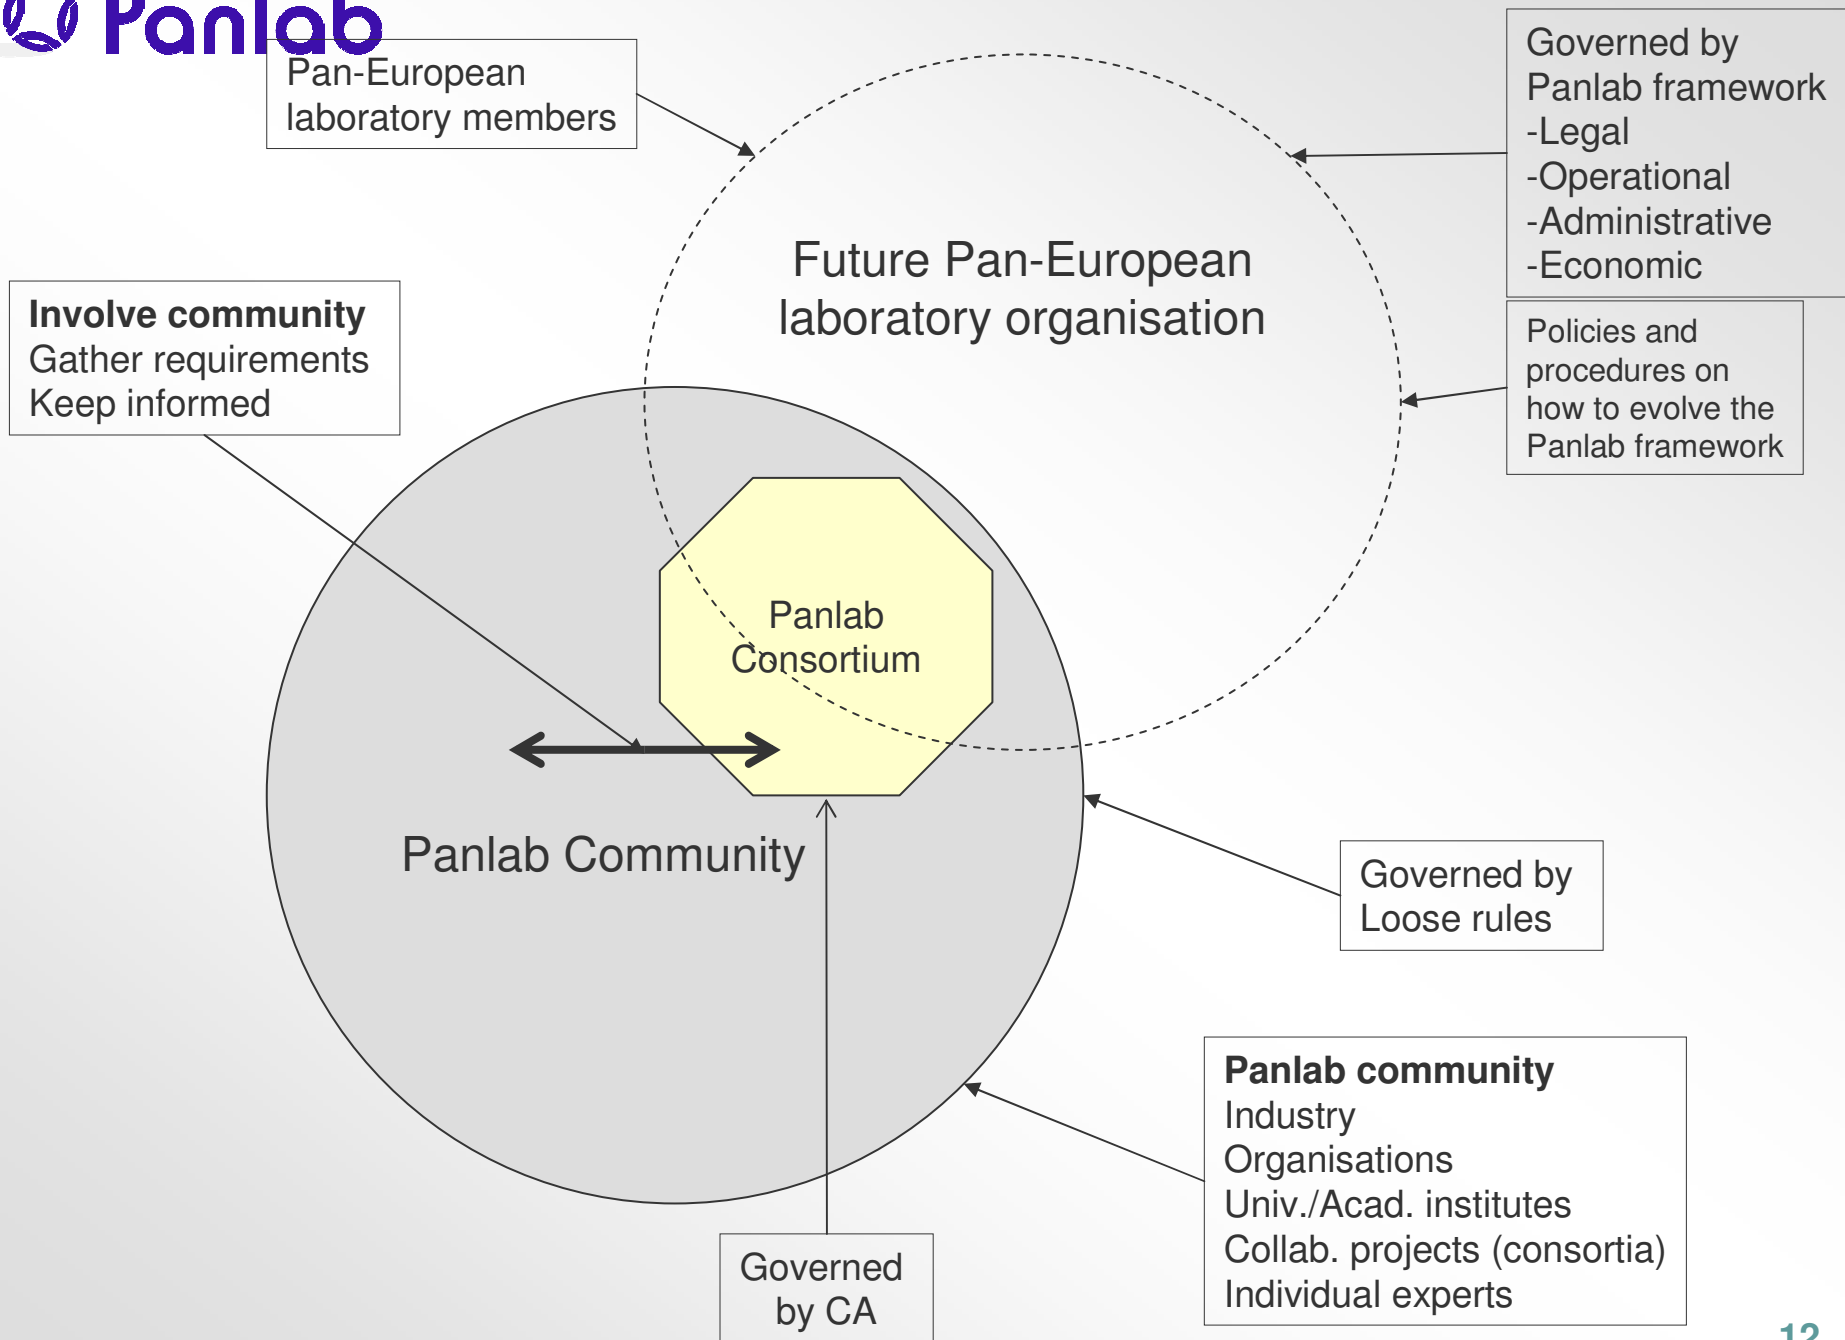 Panlab
Pan-European
laboratory members
Governed by
Panlab framework
-Legal
-Operational
-Administrative
-Economic
Future Pan-European
laboratory organisation
Involve community
Gather requirements
Keep informed
Policies and
procedures on
how to evolve the
Panlab framework
Panlab
Consortium
Panlab Community
Governed by
Loose rules
Panlab community
Industry
Organisations
Univ./Acad. institutes
Collab. projects (consortia)
Individual experts
Governed
by CA
12